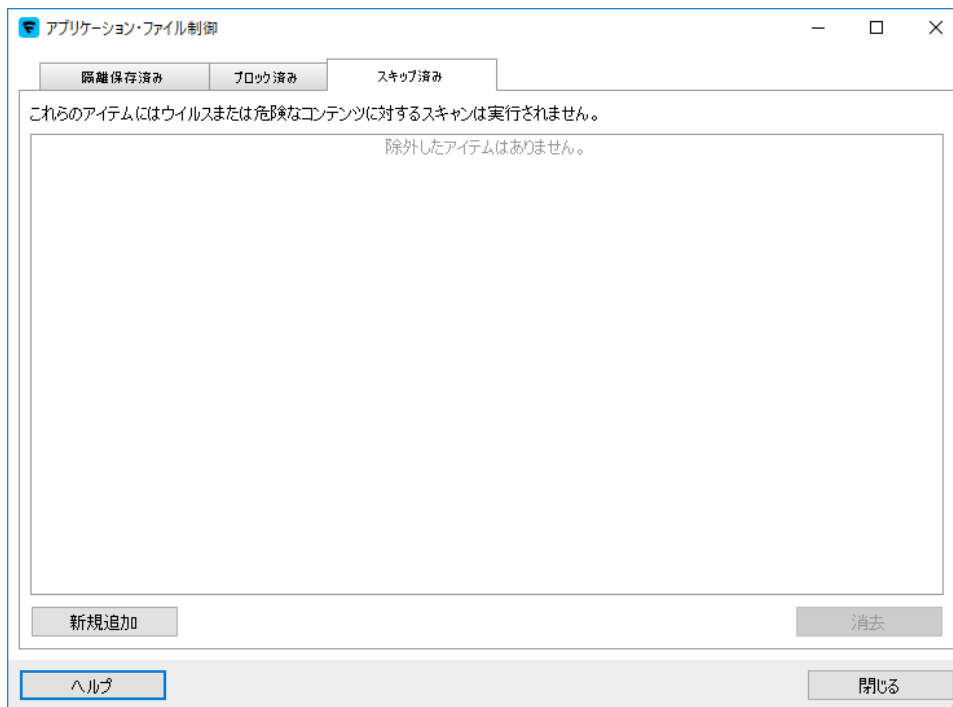 アプリケーション・ファイル制御
隔離保存済み
ブロック済み
スキップ済み
これらのアイテムにはウイルスまたは危険なコンテンツに対するスキャンは実行されません。
除外したアイテムはありません。
新規追加
消去
ヘルプ
閉じる